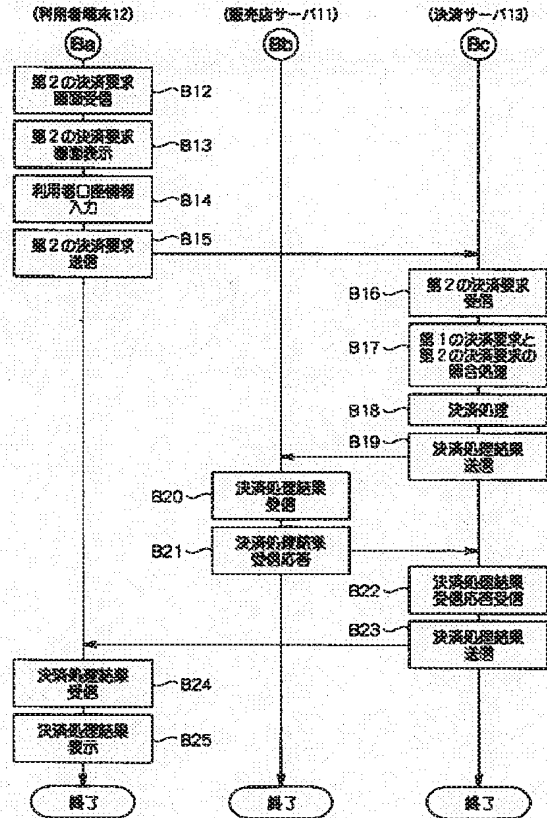 (利用者端末12)
(販売店サーバ11)
(決済サーバ13)
Ba
Bb
Bc
第2の決済要求
画面受信
B12
第2の決済要求
画面表示
B13
利用者口座情報
入力
B14
第2の決済要求
送信
B15
B16
第2の決済要求
受信
B17
第1の決済要求と
第2の決済要求の
照合処理
B18
決済処理
B19
決済処理結果
送信
B20
決済処理結果
受信
B21
決済処理結果
受信応答
B22
決済処理結果
受信応答受信
B23
決済処理結果
送信
決済処理結果
受信
B24
決済処理結果
表示
B25
終了
終了
終了